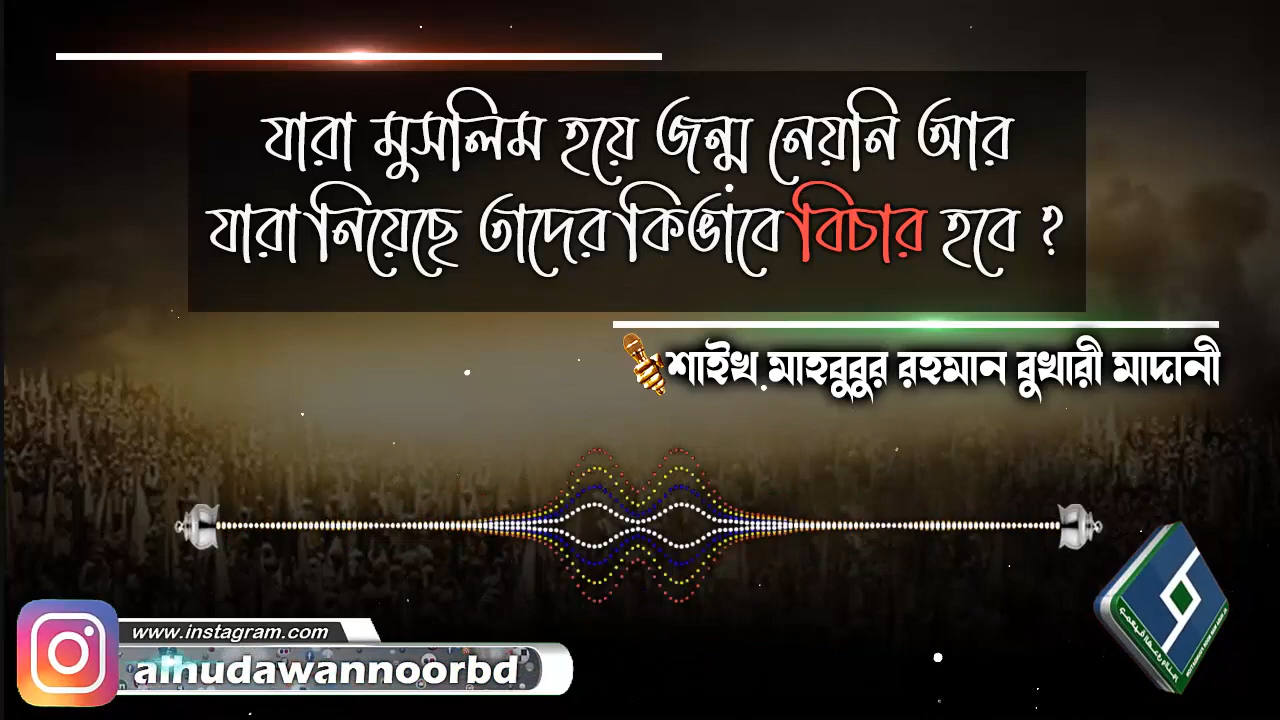 যারা মুসলিম হয়ে জন্ম নেয়নি আর
যারা নিয়েছে তাদের কিভাবে বিচার হবে ?
শাইখ মাহবুবুর রহমান বুখারী মাদানী
www.instagram.com
alhudawannoorbd